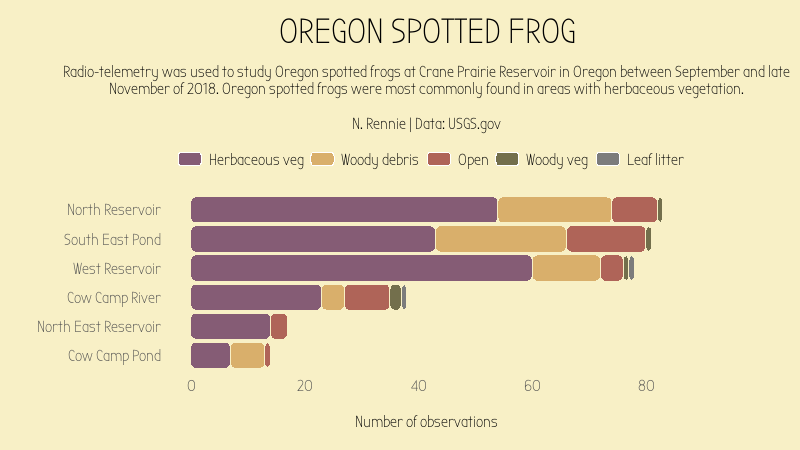 OREGON SPOTTED FROG
Radio-telemetry was used to study Oregon spotted frogs at Crane Prairie Reservoir in Oregon between September and late
November of 2018. Oregon spotted frogs were most commonly found in areas with herbaceous vegetation.
N. Rennie | Data: USGS.gov
Herbaceous veg Woody debris Open Woody veg Leaf litter
North Reservoir
South East Pond
West Reservoir
Cow Camp River
North East Reservoir
Cow Camp Pond
0 20 40 60 80
Number of observations